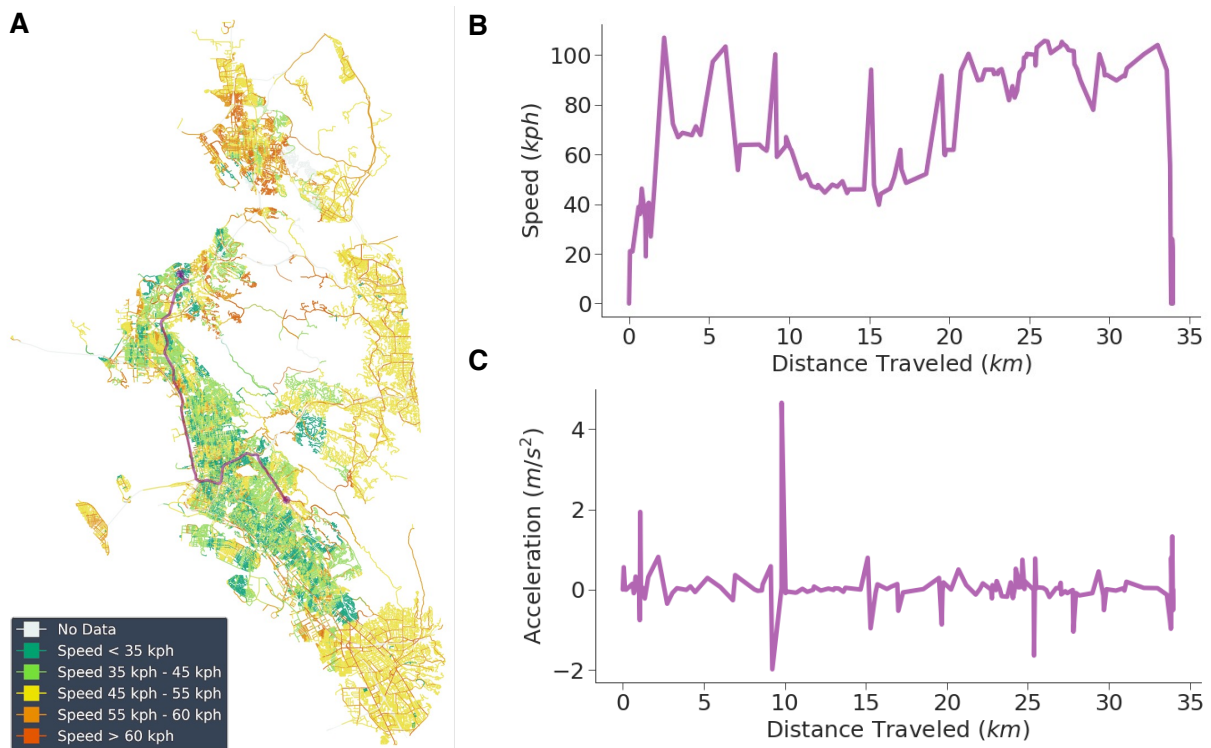 A
No Data
Speed < 35 kph
Speed 35 kph - 45 kph
Speed 45 kph - 55 kph
Speed 55 kph - 60 kph
Speed > 60 kph
B
Speed (kph)
100
80
60
40
20
0
0 5 10 15 20 25 30 35
Distance Traveled (km)
C
Acceleration (m/s²)
4
2
0
−2
0 5 10 15 20 25 30 35
Distance Traveled (km)